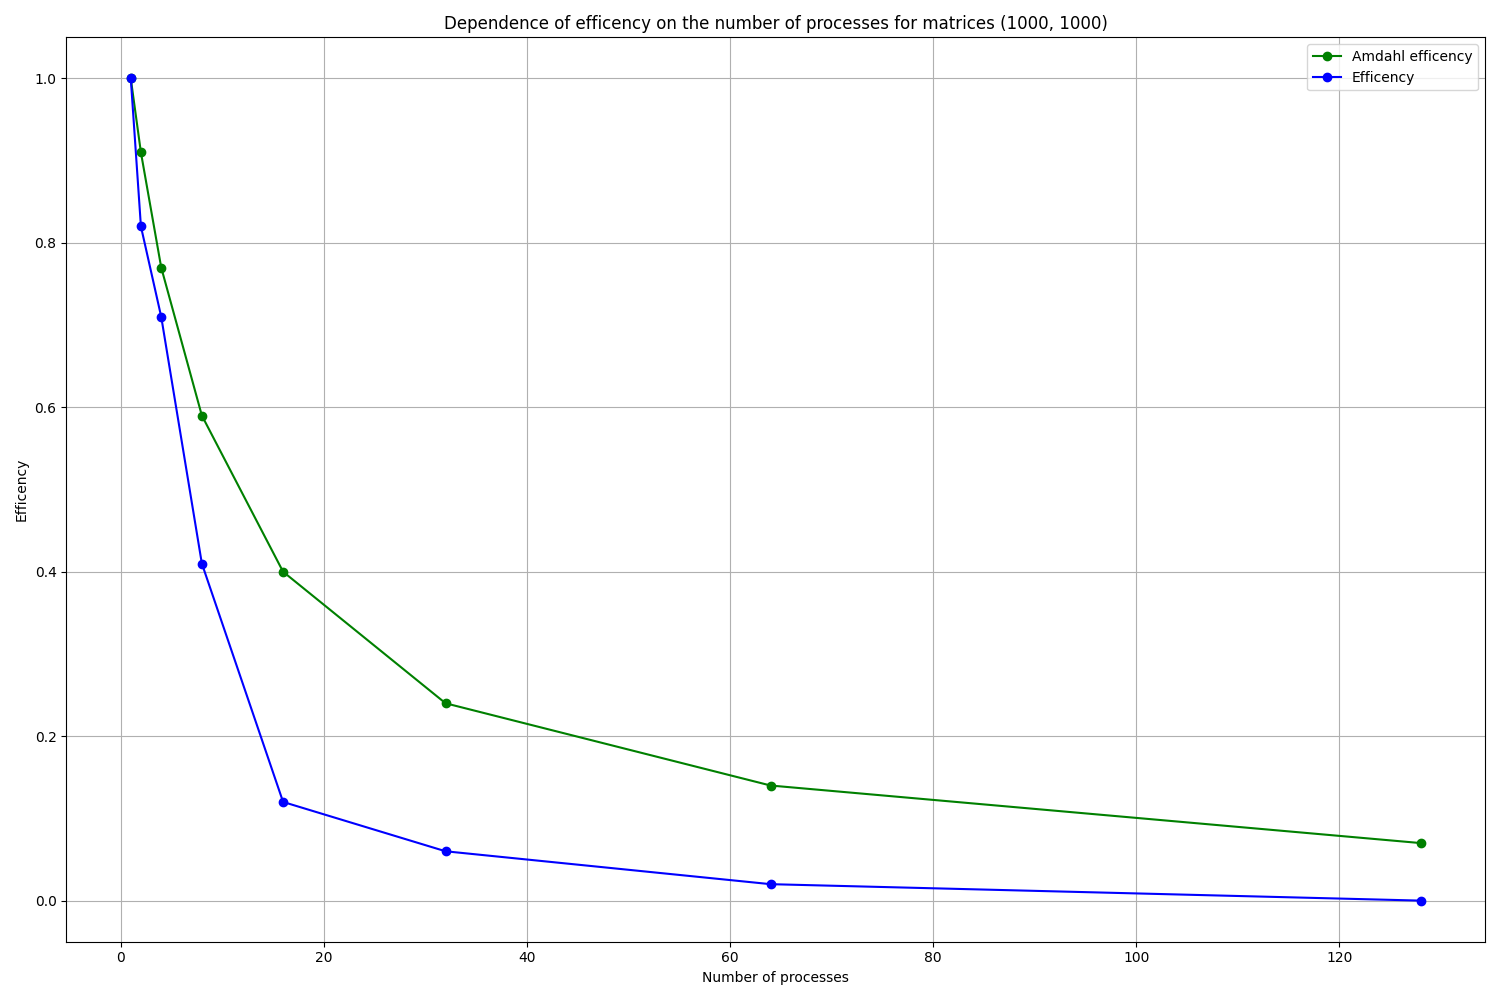 Dependence of efficency on the number of processes for matrices (1000, 1000)
Amdahl efficency
Efficency
1.0
0.8
0.6
0.4
0.2
0.0
Efficency
0 20 40 60 80 100 120
Number of processes